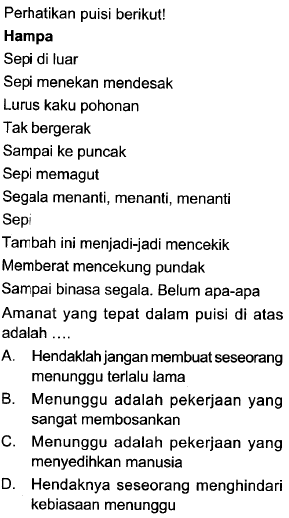 Perhatikan puisi berikut!
Hampa
Sepi di luar
Sepi menekan mendesak
Lurus kaku pohonan
Tak bergerak
Sampai ke puncak
Sepi memagut
Segala menanti, menanti, menanti
Sepi
Tambah ini menjadi-jadi mencekik
Memberat mencekung pundak
Sampai binasa segala. Belum apa-apa
Amanat yang tepat dalam puisi di atas
adalah ....
A. Hendaklah jangan membuat seseorang
menunggu terlalu lama
B. Menunggu adalah pekerjaan yang
sangat membosankan
C. Menunggu adalah pekerjaan yang
menyedihkan manusia
D. Hendaknya seseorang menghindari
kebiasaan menunggu